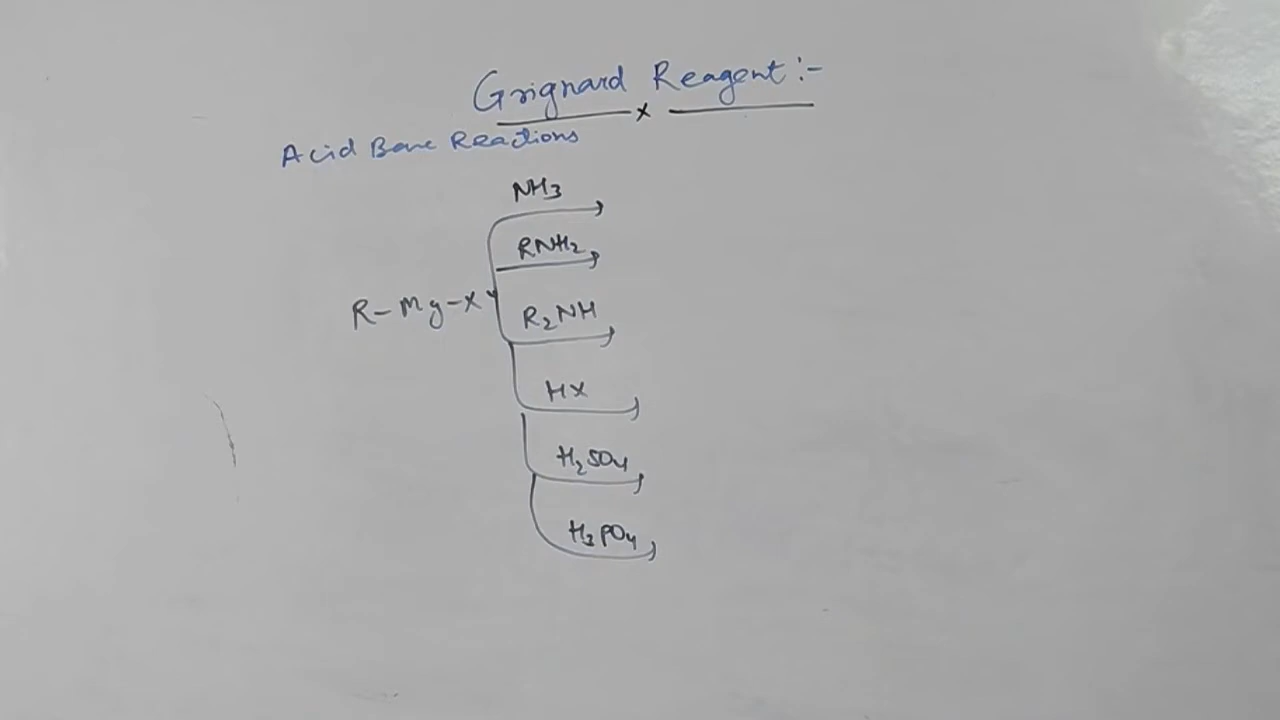 Grignard Reagent :-
x
Acid Base Reactions
NH3
RNH2
R-Mg-X
R2NH
HX
H2SO4
H3PO4